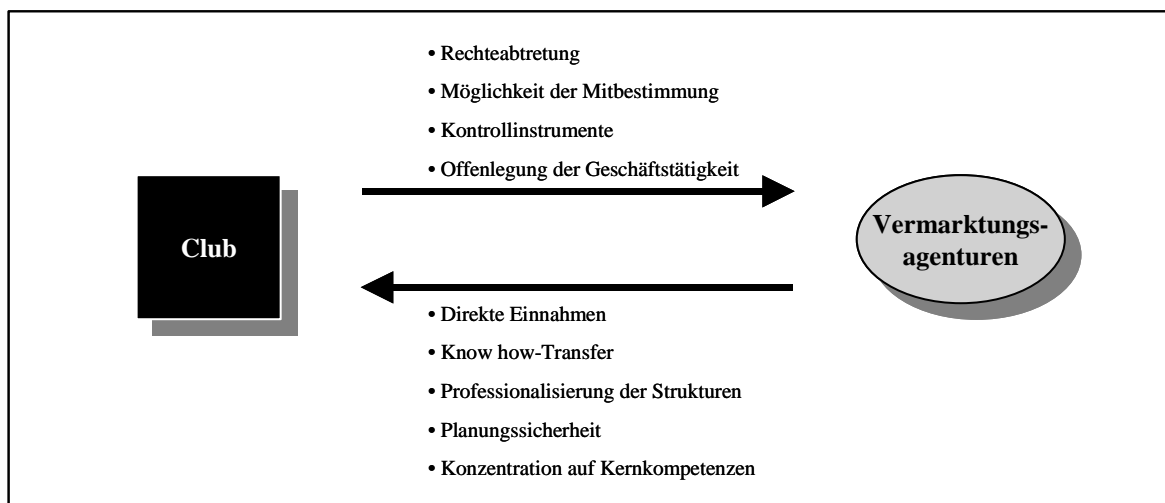 • Rechteabtretung
• Möglichkeit der Mitbestimmung
• Kontrollinstrumente
• Offenlegung der Geschäftstätigkeit
Club
Vermarktungs-
agenturen
• Direkte Einnahmen
• Know how-Transfer
• Professionalisierung der Strukturen
• Planungssicherheit
• Konzentration auf Kernkompetenzen